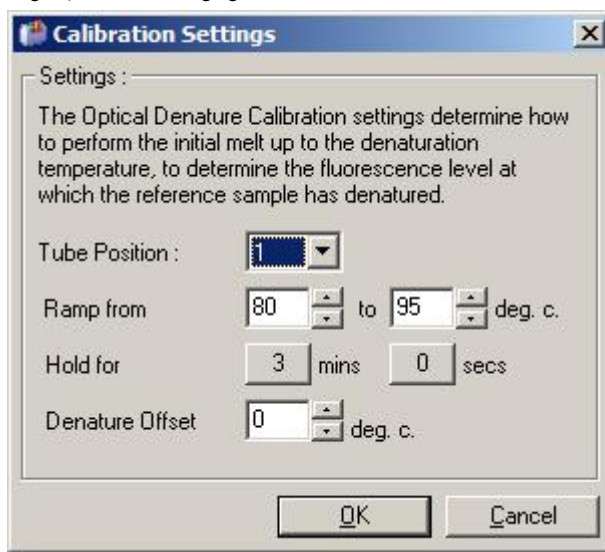 Calibration Settings
Settings :
The Optical Denature Calibration settings determine how
to perform the initial melt up to the denaturation
temperature, to determine the fluorescence level at
which the reference sample has denatured.
Tube Position : 1
Ramp from 80 to 95 deg. c.
Hold for 3 mins 0 secs
Denature Offset 0 deg. c.
OK Cancel